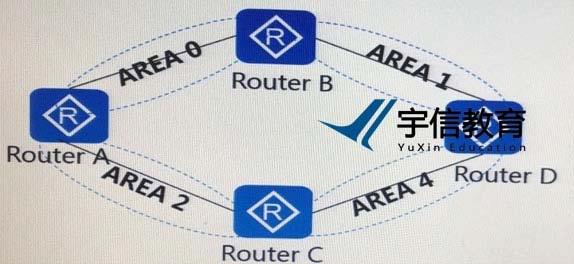 AREA 0
R
Router B
AREA 1
R
Router A
宇信教育
YuXin Education
Router D
AREA 2
R
Router C
AREA 4